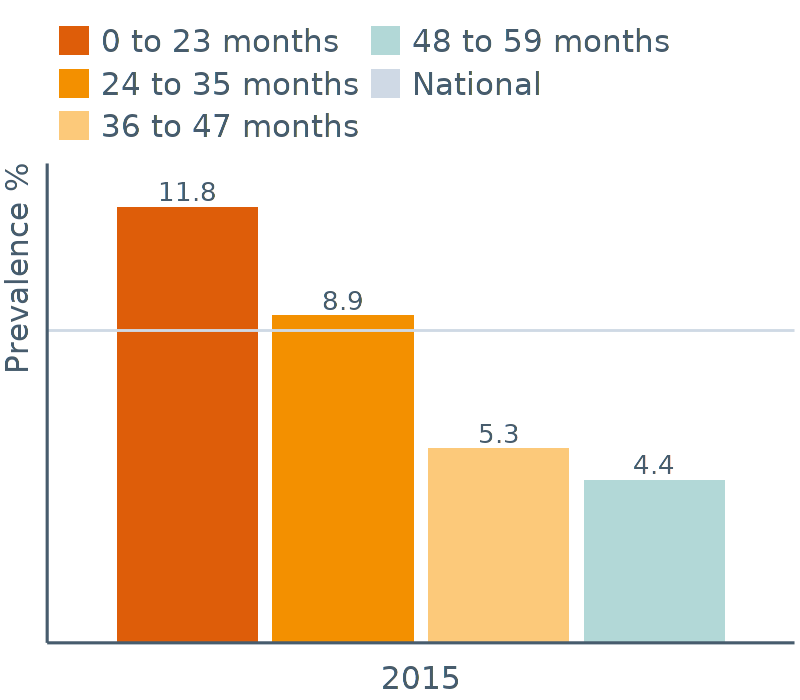 0 to 23 months
24 to 35 months
36 to 47 months
48 to 59 months
National
Prevalence %
11.8
8.9
5.3
4.4
2015